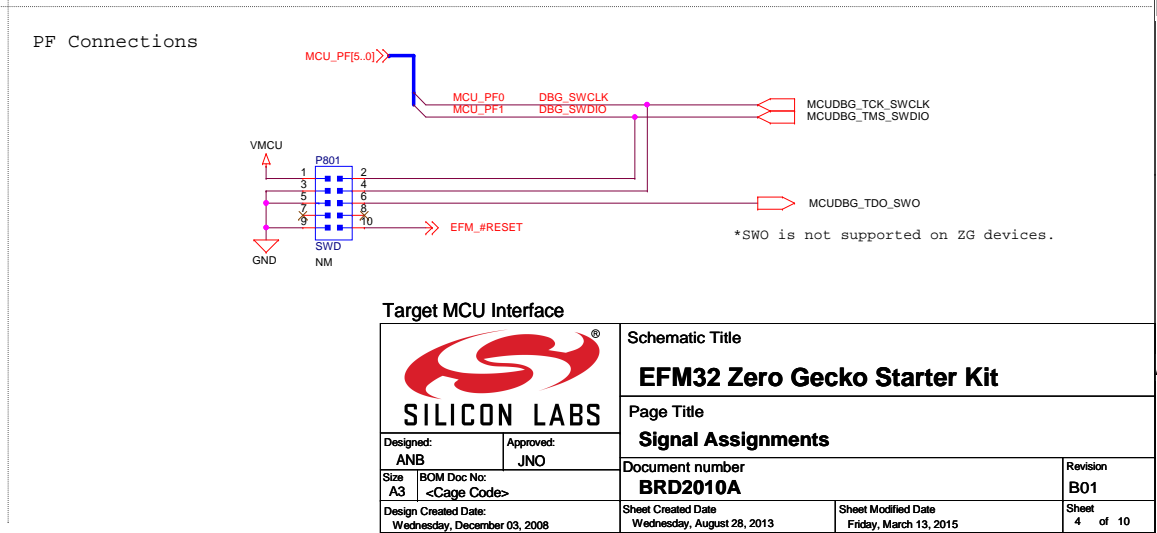 PF Connections
MCU_PF[5..0]
MCU_PF0 DBG_SWCLK
MCU_PF1 DBG_SWDIO
MCUDBG_TCK_SWCLK
MCUDBG_TMS_SWDIO
VMCU
P801
1 2
3 4
5 6
7 8
9 10
MCUDBG_TDO_SWO
EFM_#RESET
*SWO is not supported on ZG devices.
SWD
GND
NM
Target MCU Interface
®
SILICON LABS
Schematic Title
EFM32 Zero Gecko Starter Kit
Page Title
Signal Assignments
Designed: Approved:
ANB JNO
Document number Revision
BRD2010A B01
Size BOM Doc No:
A3 <Cage Code>
Design Created Date: Sheet Created Date Sheet Modified Date Sheet
Wednesday, December 03, 2008 Wednesday, August 28, 2013 Friday, March 13, 2015 4 of 10